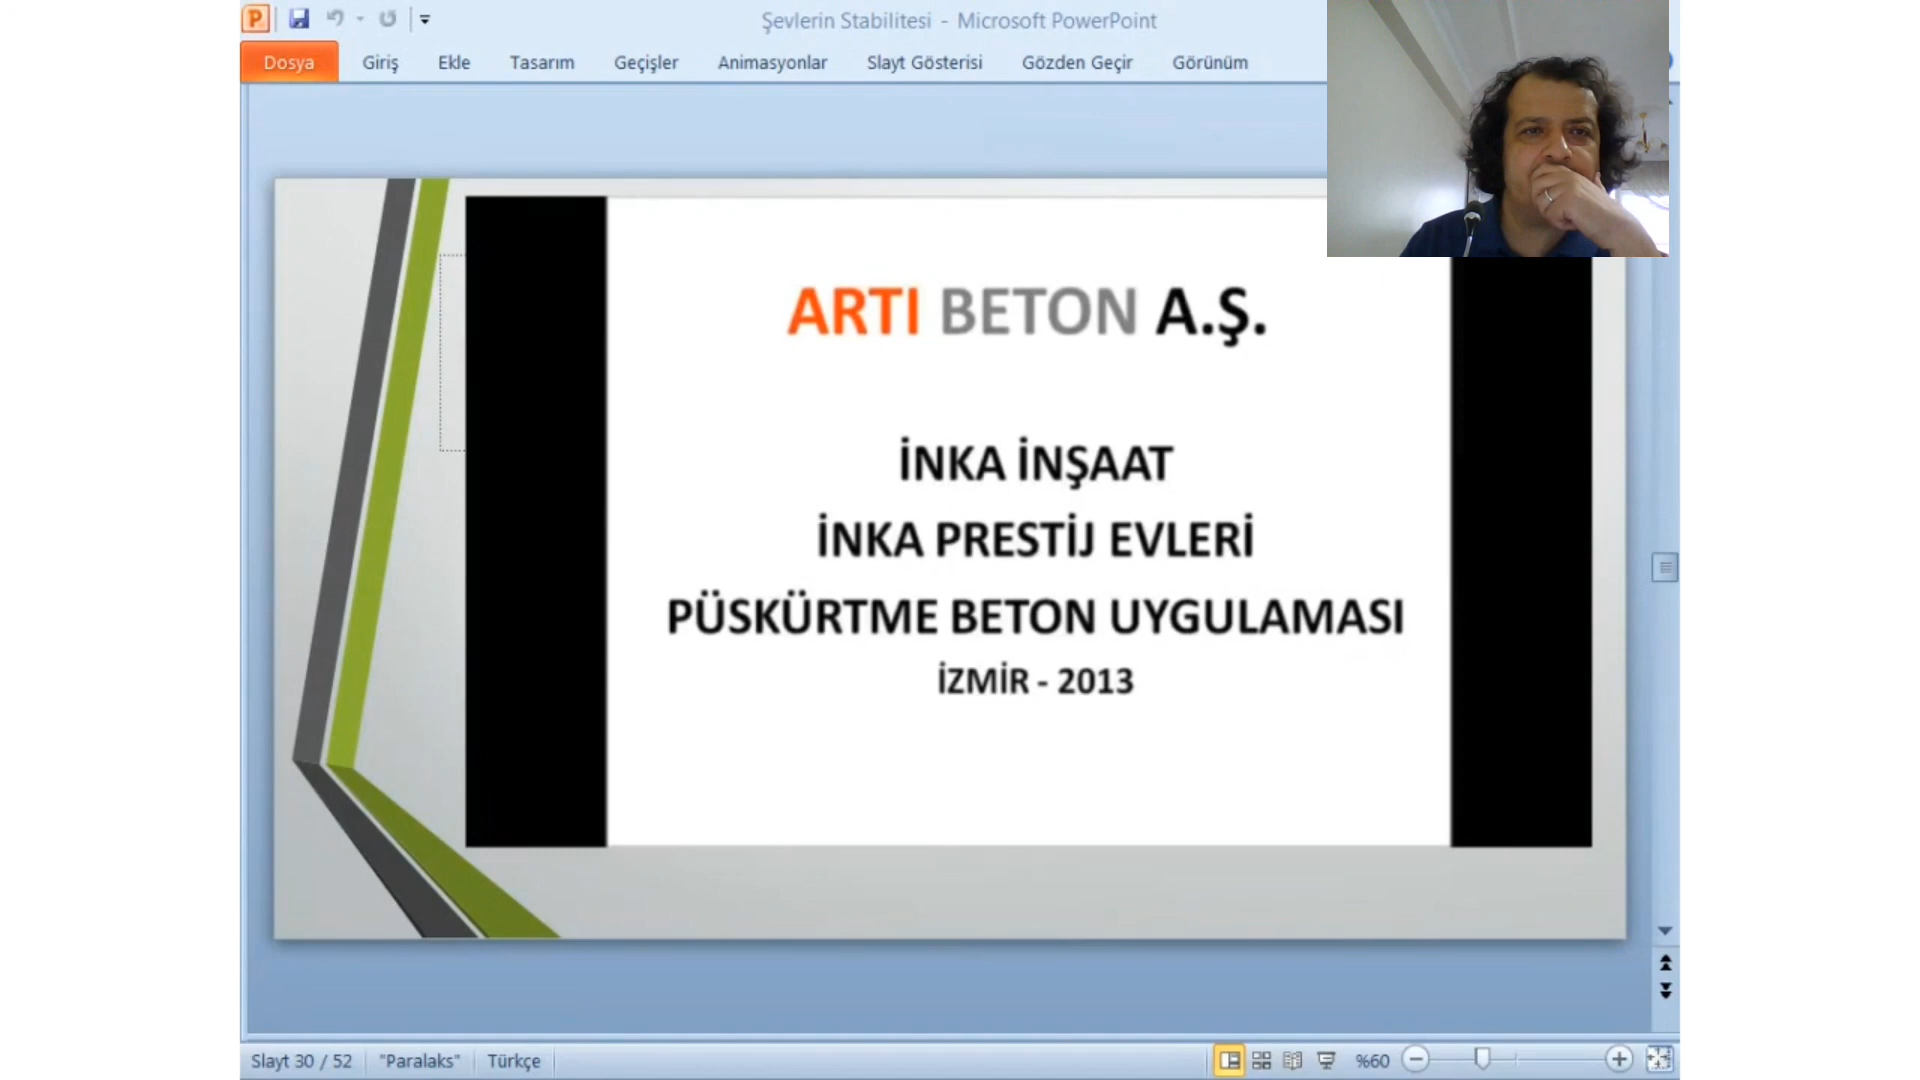 Şevlerin Stabilitesi - Microsoft PowerPoint
Dosya Giriş Ekle Tasarım Geçişler Animasyonlar Slayt Gösterisi Gözden Geçir Görünüm
ARTI BETON A.Ş.
İNKA İNŞAAT
İNKA PRESTİJ EVLERİ
PÜSKÜRTME BETON UYGULAMASI
İZMİR - 2013
Slayt 30 / 52 "Paralaks" Türkçe %60